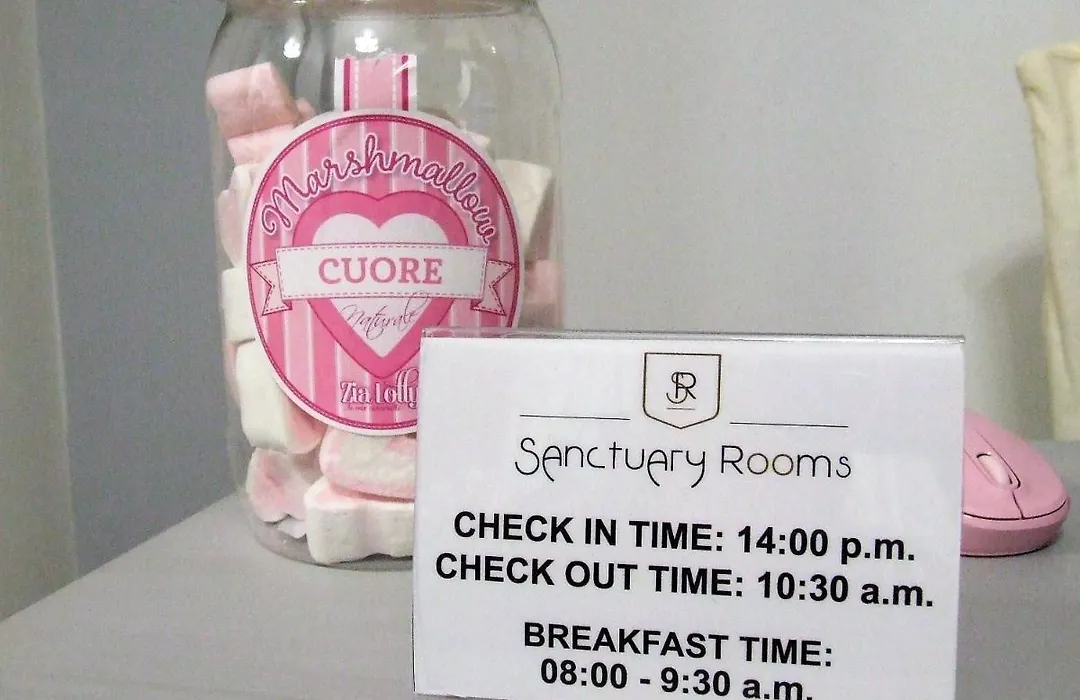 Marshmallow
CUORE
Naturale
Zia Lolly
SR
Sanctuary Rooms
CHECK IN TIME: 14:00 p.m.
CHECK OUT TIME: 10:30 a.m.
BREAKFAST TIME:
08:00 - 9:30 a.m.